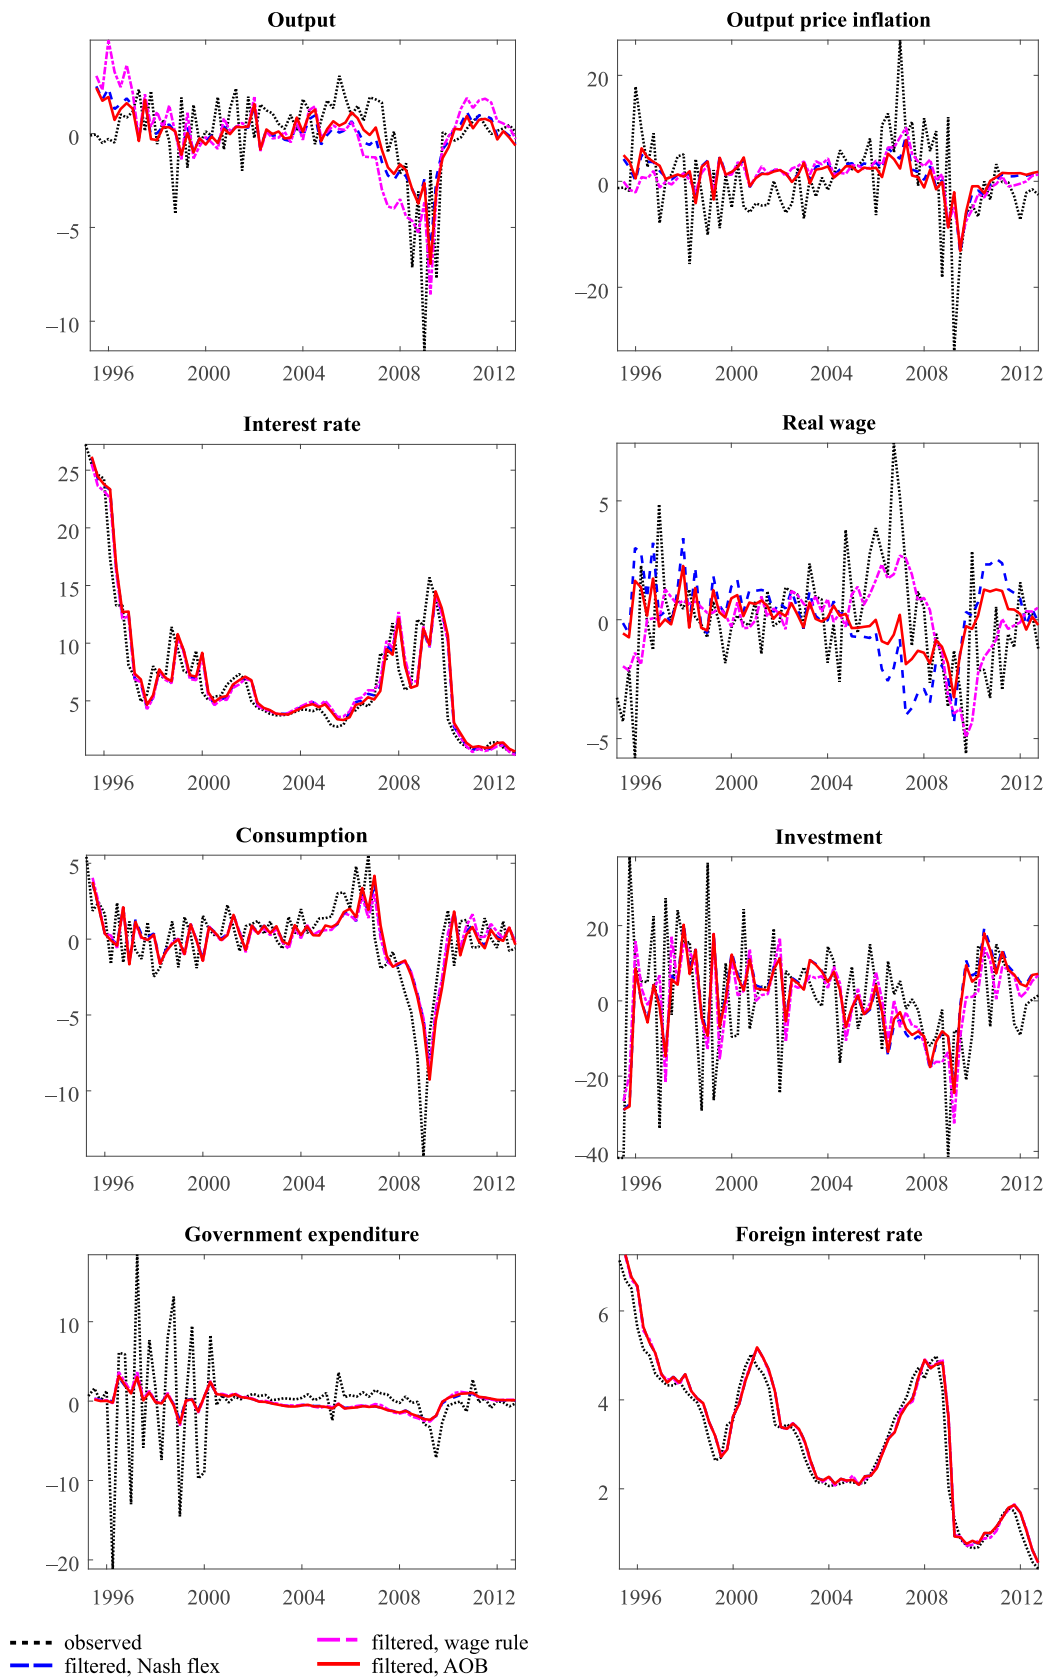 Output
0
−5
−10
1996 2000 2004 2008 2012
Output price inflation
20
0
−20
1996 2000 2004 2008 2012
Interest rate
25
20
15
10
5
1996 2000 2004 2008 2012
Real wage
5
0
−5
1996 2000 2004 2008 2012
Consumption
5
0
−5
−10
1996 2000 2004 2008 2012
Investment
20
0
−20
−40
1996 2000 2004 2008 2012
Government expenditure
10
0
−10
−20
1996 2000 2004 2008 2012
Foreign interest rate
6
4
2
1996 2000 2004 2008 2012
observed
filtered, Nash flex
filtered, wage rule
filtered, AOB